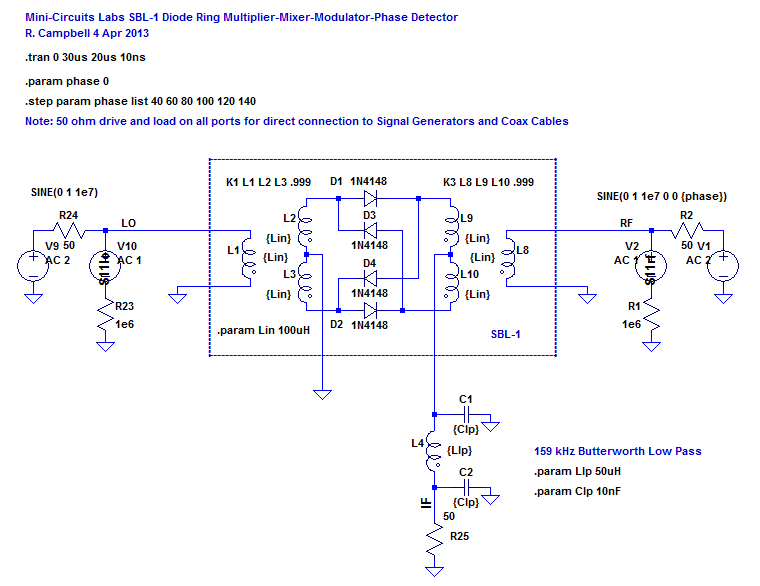 Mini-Circuits Labs SBL-1 Diode Ring Multiplier-Mixer-Modulator-Phase Detector
R. Campbell 4 Apr 2013
.tran 0 30us 20us 10ns
.param phase 0
.step param phase list 40 60 80 100 120 140
Note: 50 ohm drive and load on all ports for direct connection to Signal Generators and Coax Cables
K1 L1 L2 L3 .999
D1 1N4148
K3 L8 L9 L10 .999
SINE(0 1 1e7)
SINE(0 1 1e7 0 0 {phase})
R24
LO
L2
D3
L9
RF
R2
V9 50
V10
{Lin}
1N4148
{Lin}
V2
50 V1
AC 2
S11lo
AC 1
L1
{Lin}
D4
{Lin}
L8
AC 1
S11rf
AC 2
L3
L10
{Lin}
1N4148
{Lin}
R23
1e6
D2 1N4148
R1
1e6
.param Lin 100uH
SBL-1
C1
{Clp}
L4
{Llp}
159 kHz Butterworth Low Pass
C2
.param Llp 50uH
{Clp}
.param Clp 10nF
IF
50
R25